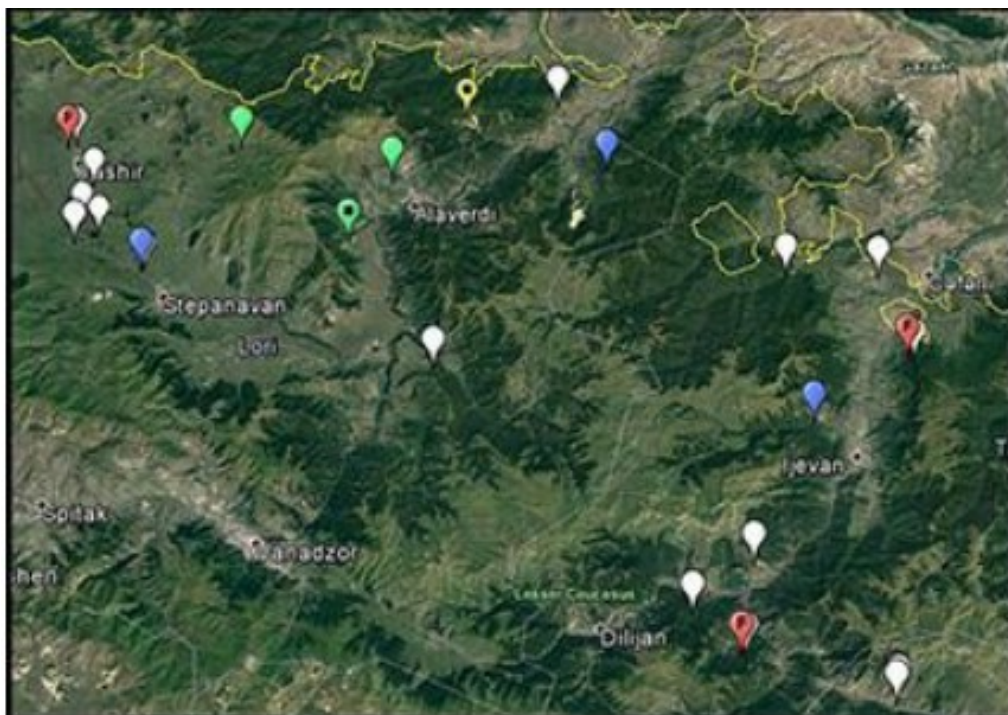 Alaverdi
Stepanavan
Lori
Ijevan
Spitak
Vanadzor
Lesser Caucasus
Dilijan